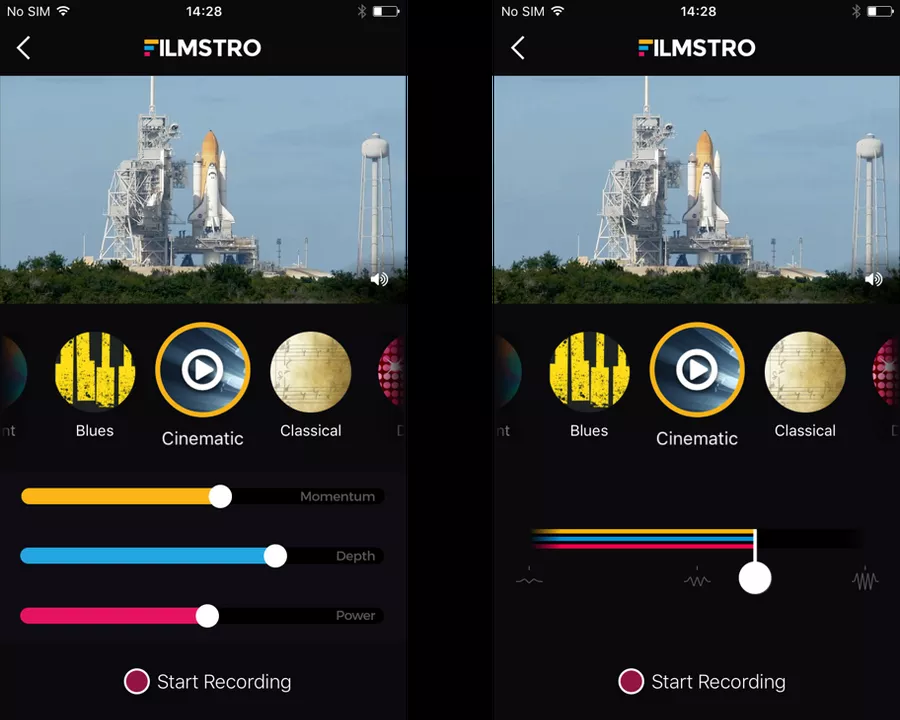 No SIM 14:28
FILMSTRO
nt Blues Cinematic Classical
Momentum
Depth
Power
Start Recording
No SIM 14:28
FILMSTRO
nt Blues Cinematic Classical
Start Recording